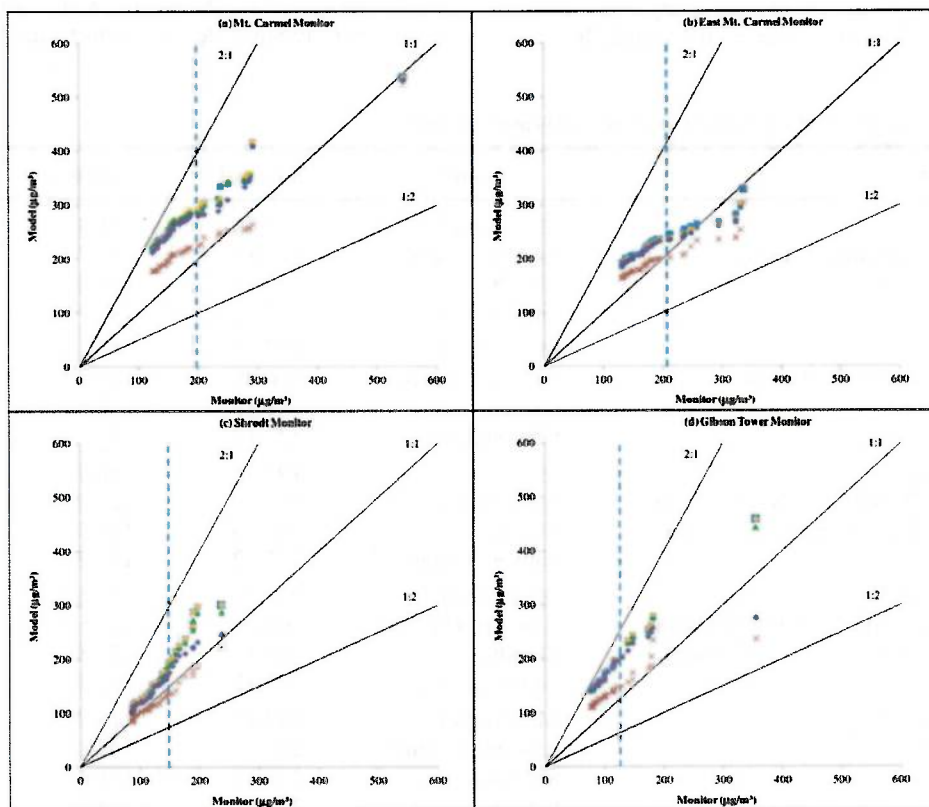 (a) Mt. Carmel Monitor
600
500
400
300
200
100
0
0 100 200 300 400 500 600
2:1
1:1
1:2
Model (µg/m³)
Monitor (µg/m³)
(b) East Mt. Carmel Monitor
600
500
400
300
200
100
0
0 100 200 300 400 500 600
2:1
1:1
1:2
Model (µg/m³)
Monitor (µg/m³)
(c) Shrodt Monitor
600
500
400
300
200
100
0
0 100 200 300 400 500 600
2:1
1:1
1:2
Model (µg/m³)
Monitor (µg/m³)
(d) Gibson Tower Monitor
600
500
400
300
200
100
0
0 100 200 300 400 500 600
2:1
1:1
1:2
Model (µg/m³)
Monitor (µg/m³)